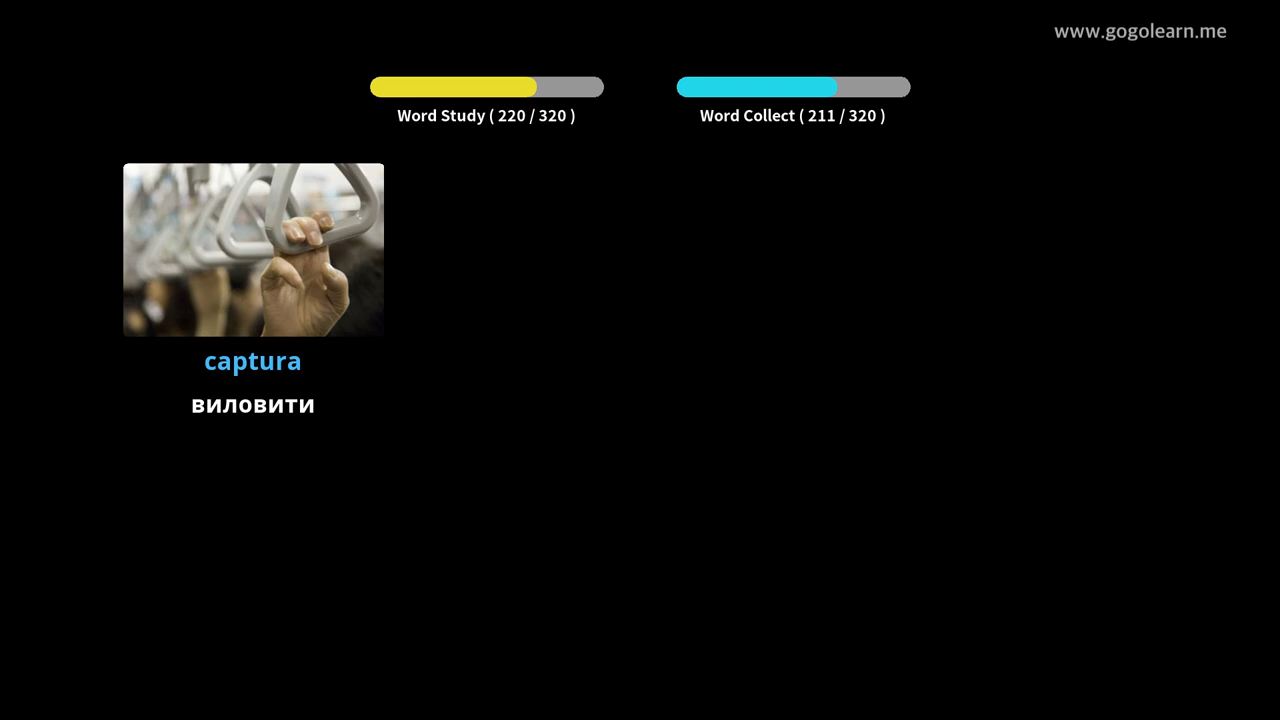 www.gogolearn.me
Word Study ( 220 / 320 )
Word Collect ( 211 / 320 )
captura
виловити